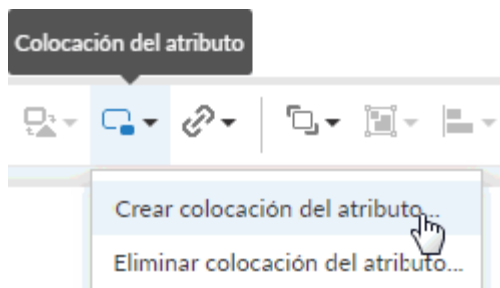 Colocación del atributo
Crear colocación del atributo...
Eliminar colocación del atributo...